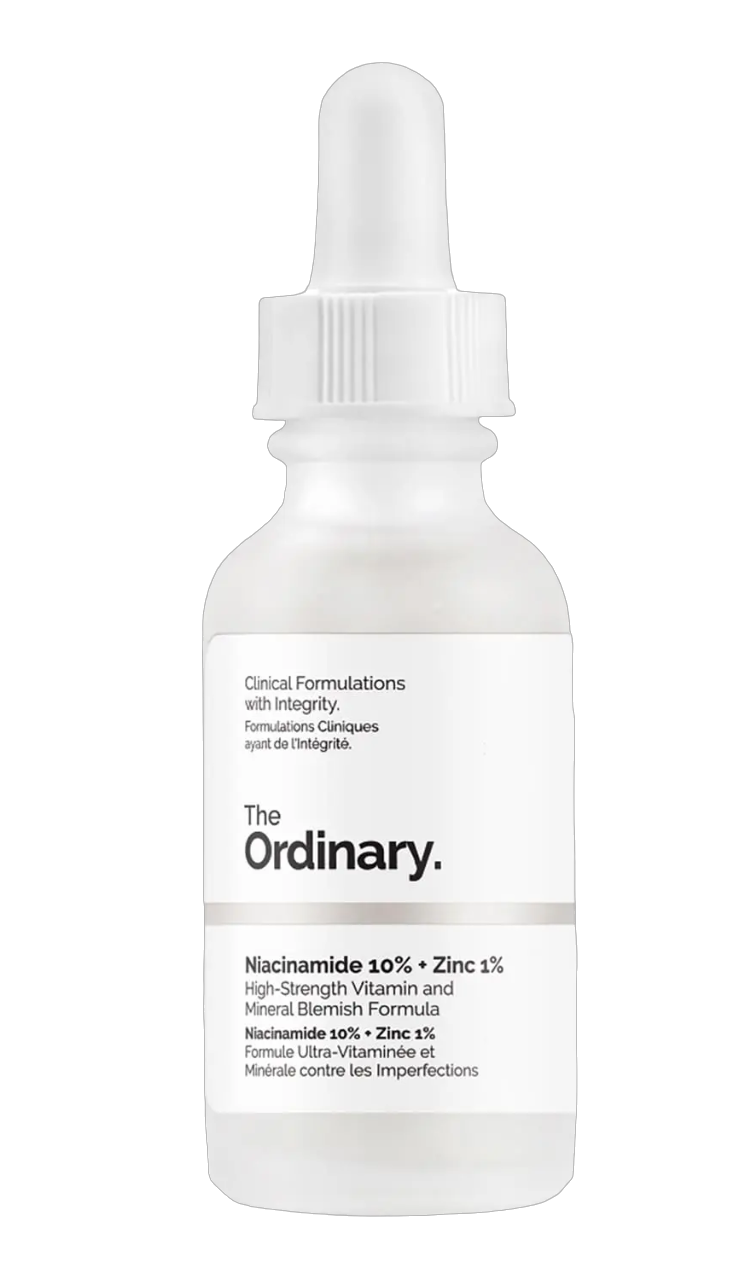 Clinical Formulations
with Integrity.
Formulations Cliniques
ayant de l'Intégrité.
The
Ordinary.
Niacinamide 10% + Zinc 1%
High-Strength Vitamin and
Mineral Blemish Formula
Niacinamide 10% + Zinc 1%
Formule Ultra-Vitaminée et
Minérale contre les Imperfections